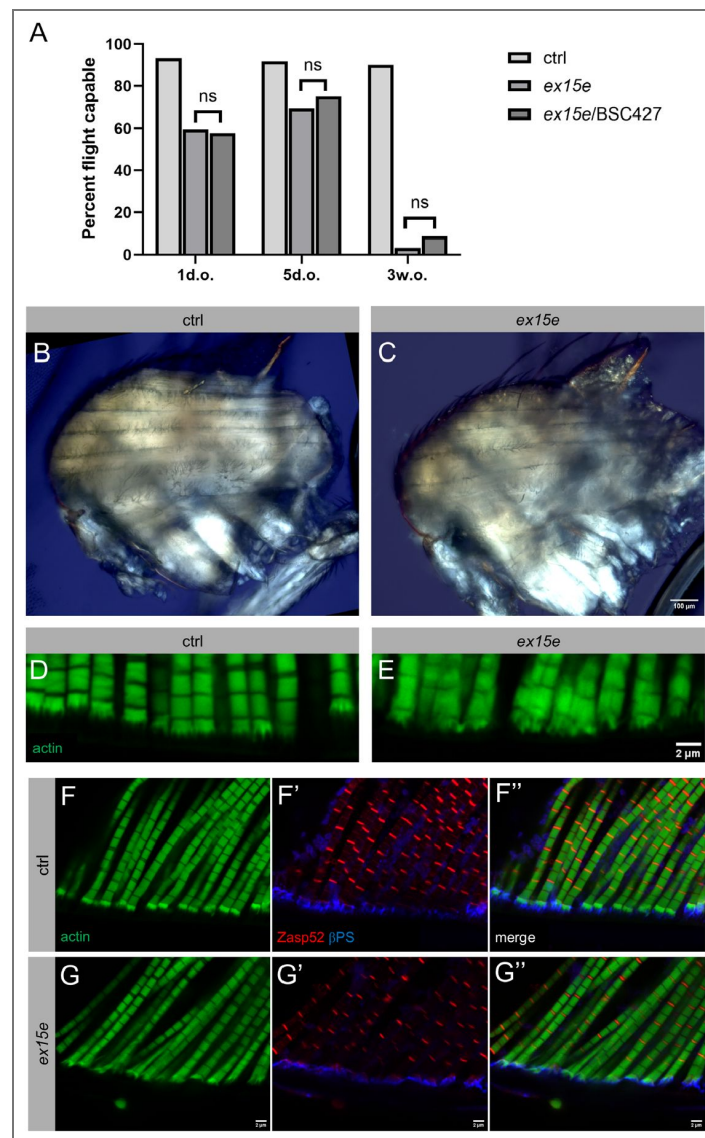 A
100
80
60
40
20
0
Percent flight capable
ns
ns
ns
1d.o.
5d.o.
3w.o.
ctrl
ex15e
ex15e/BSC427
ctrl
ex15e
B
C
100 µm
ctrl
ex15e
D
E
actin
2 µm
ctrl
F
F’
F’’
actin
Zasp52 βPS
merge
ex15e
G
G’
G’’
2 µm
2 µm
2 µm